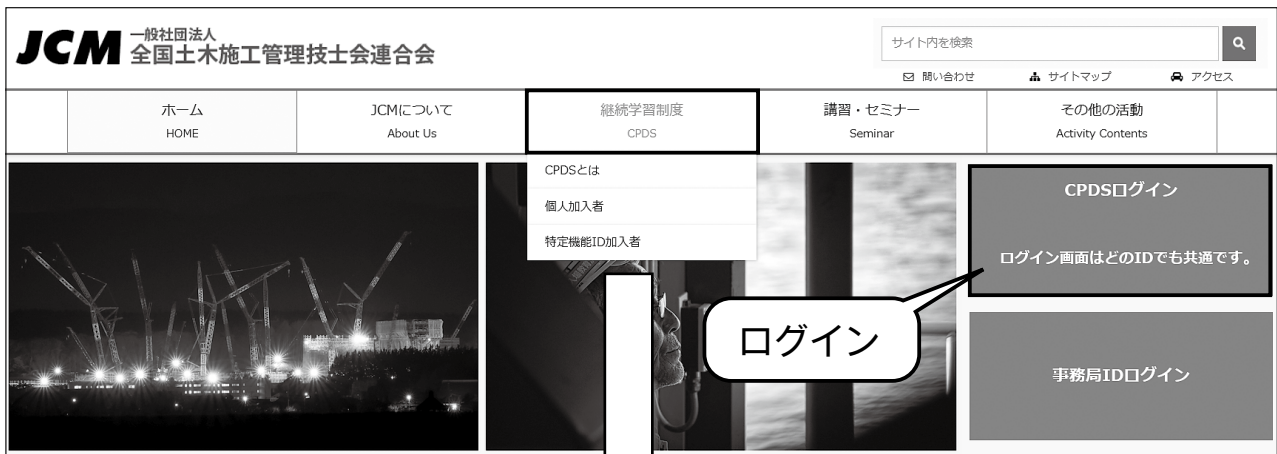 JCM 一般社団法人
全国土木施工管理技士会連合会
サイト内を検索
問い合わせ サイトマップ アクセス
ホーム
HOME
JCMについて
About Us
継続学習制度
CPDS
講習・セミナー
Seminar
その他の活動
Activity Contents
CPDSとは
個人加入者
特定機能ID加入者
CPDSログイン
ログイン画面はどのIDでも共通です。
ログイン
事務局IDログイン